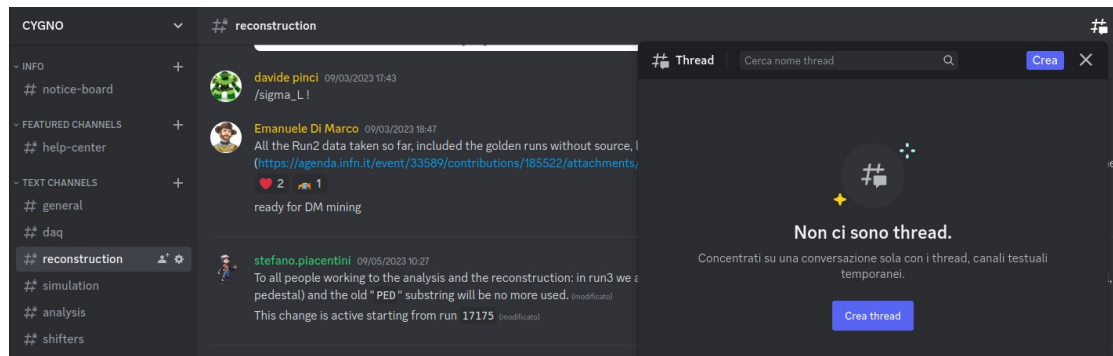 CYGNO
INFO
notice-board
FEATURED CHANNELS
help-center
TEXT CHANNELS
general
daq
reconstruction
simulation
analysis
shifters
reconstruction
davide pinci 09/03/2023 17:43
/sigma_L !
Emanuele Di Marco 09/03/2023 18:47
All the Run2 data taken so far, included the golden runs without source,
(https://agenda.infn.it/event/33589/contributions/185522/attachments/
2 1
ready for DM mining
stefano.piacentini 09/05/2023 10:27
To all people working to the analysis and the reconstruction: in run3 we a
pedestal) and the old "PED" substring will be no more used. (modificato)
This change is active starting from run 17175 (modificato)
Thread
Cerca nome thread
Crea
Non ci sono thread.
Concentrati su una conversazione sola con i thread, canali testuali
temporanei.
Crea thread